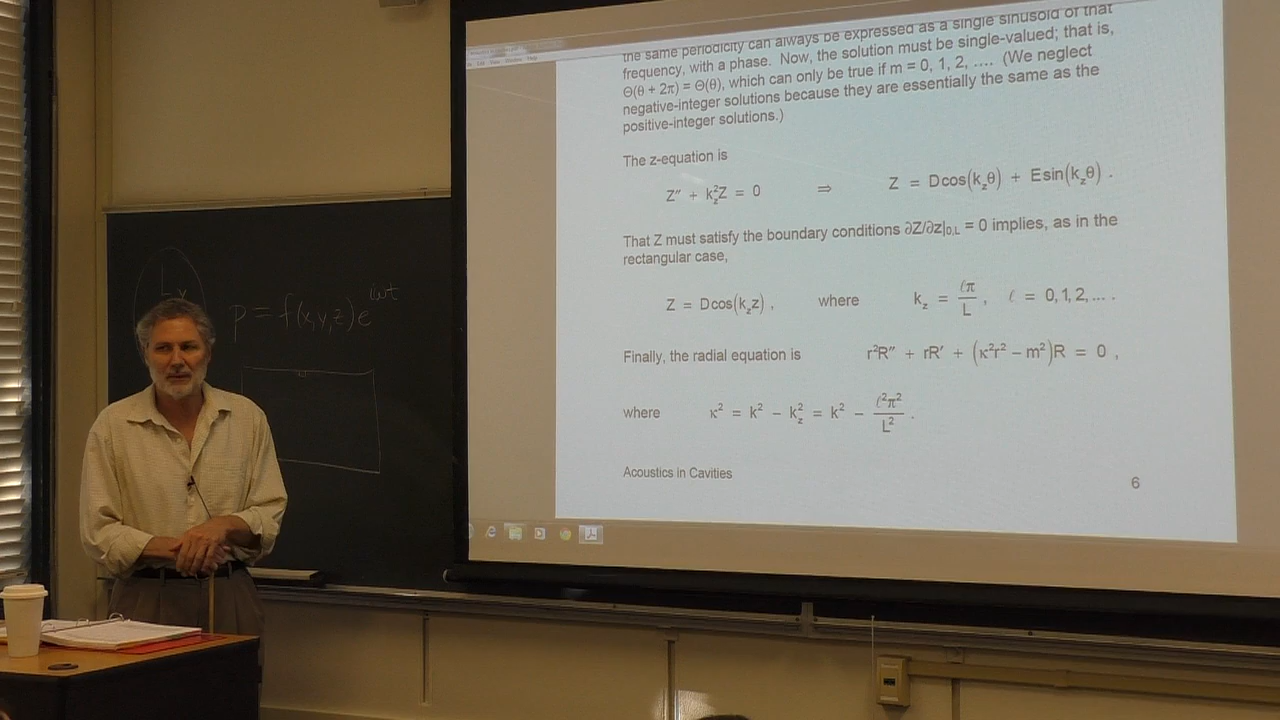 the same periodicity can always be expressed as a single sinusoid of that
frequency, with a phase. Now, the solution must be single-valued; that is,
Θ(θ + 2π) = Θ(θ), which can only be true if m = 0, 1, 2, .... (We neglect
negative-integer solutions because they are essentially the same as the
positive-integer solutions.)
The z-equation is
Z″ + k_z²Z = 0 ⇒ Z = Dcos(k_zθ) + Esin(k_zθ) .
That Z must satisfy the boundary conditions ∂Z/∂z|₀,L = 0 implies, as in the
rectangular case,
Z = Dcos(k_z z) , where k_z = ℓπ/L , ℓ = 0,1,2,... .
Finally, the radial equation is r²R″ + rR′ + (κ²r² − m²)R = 0 ,
where κ² = k² − k_z² = k² − ℓ²π²/L² .
Acoustics in Cavities
6
p = f(x,y,z)e^iωt